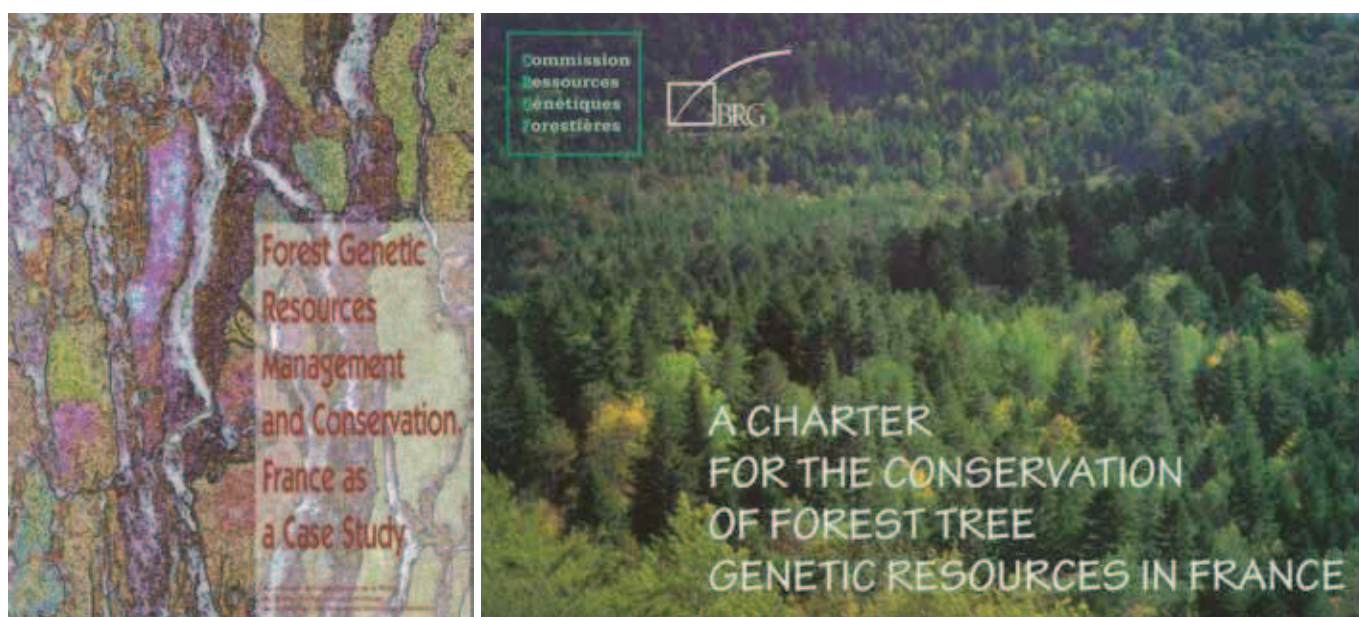 Forest Genetic
Resources
Management
and Conservation.
France as
a Case Study
Commission
Ressources
Génétiques
Forestières
BRG
A CHARTER
FOR THE CONSERVATION
OF FOREST TREE
GENETIC RESOURCES IN FRANCE